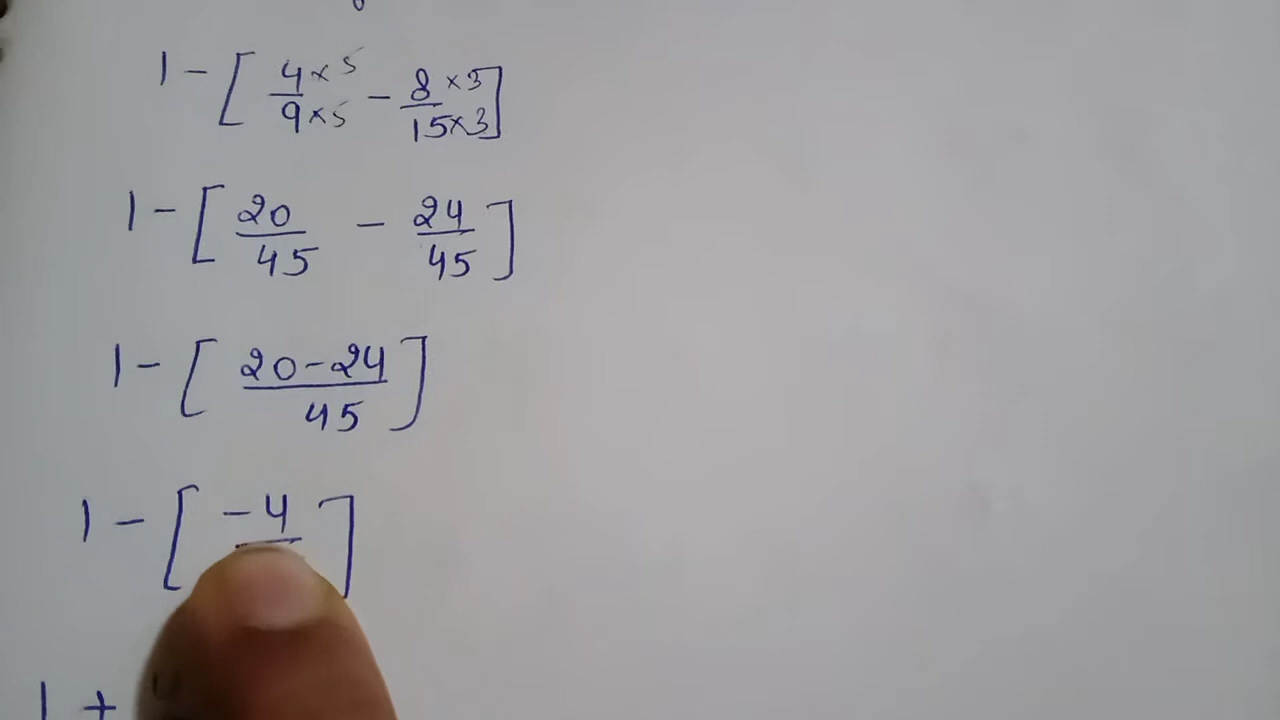 1 - [ 4 × 5 / 9 × 5 - 8 × 3 / 15 × 3 ]
1 - [ 20 / 45 - 24 / 45 ]
1 - [ 20 - 24 / 45 ]
1 - [ -4 ]
1 +